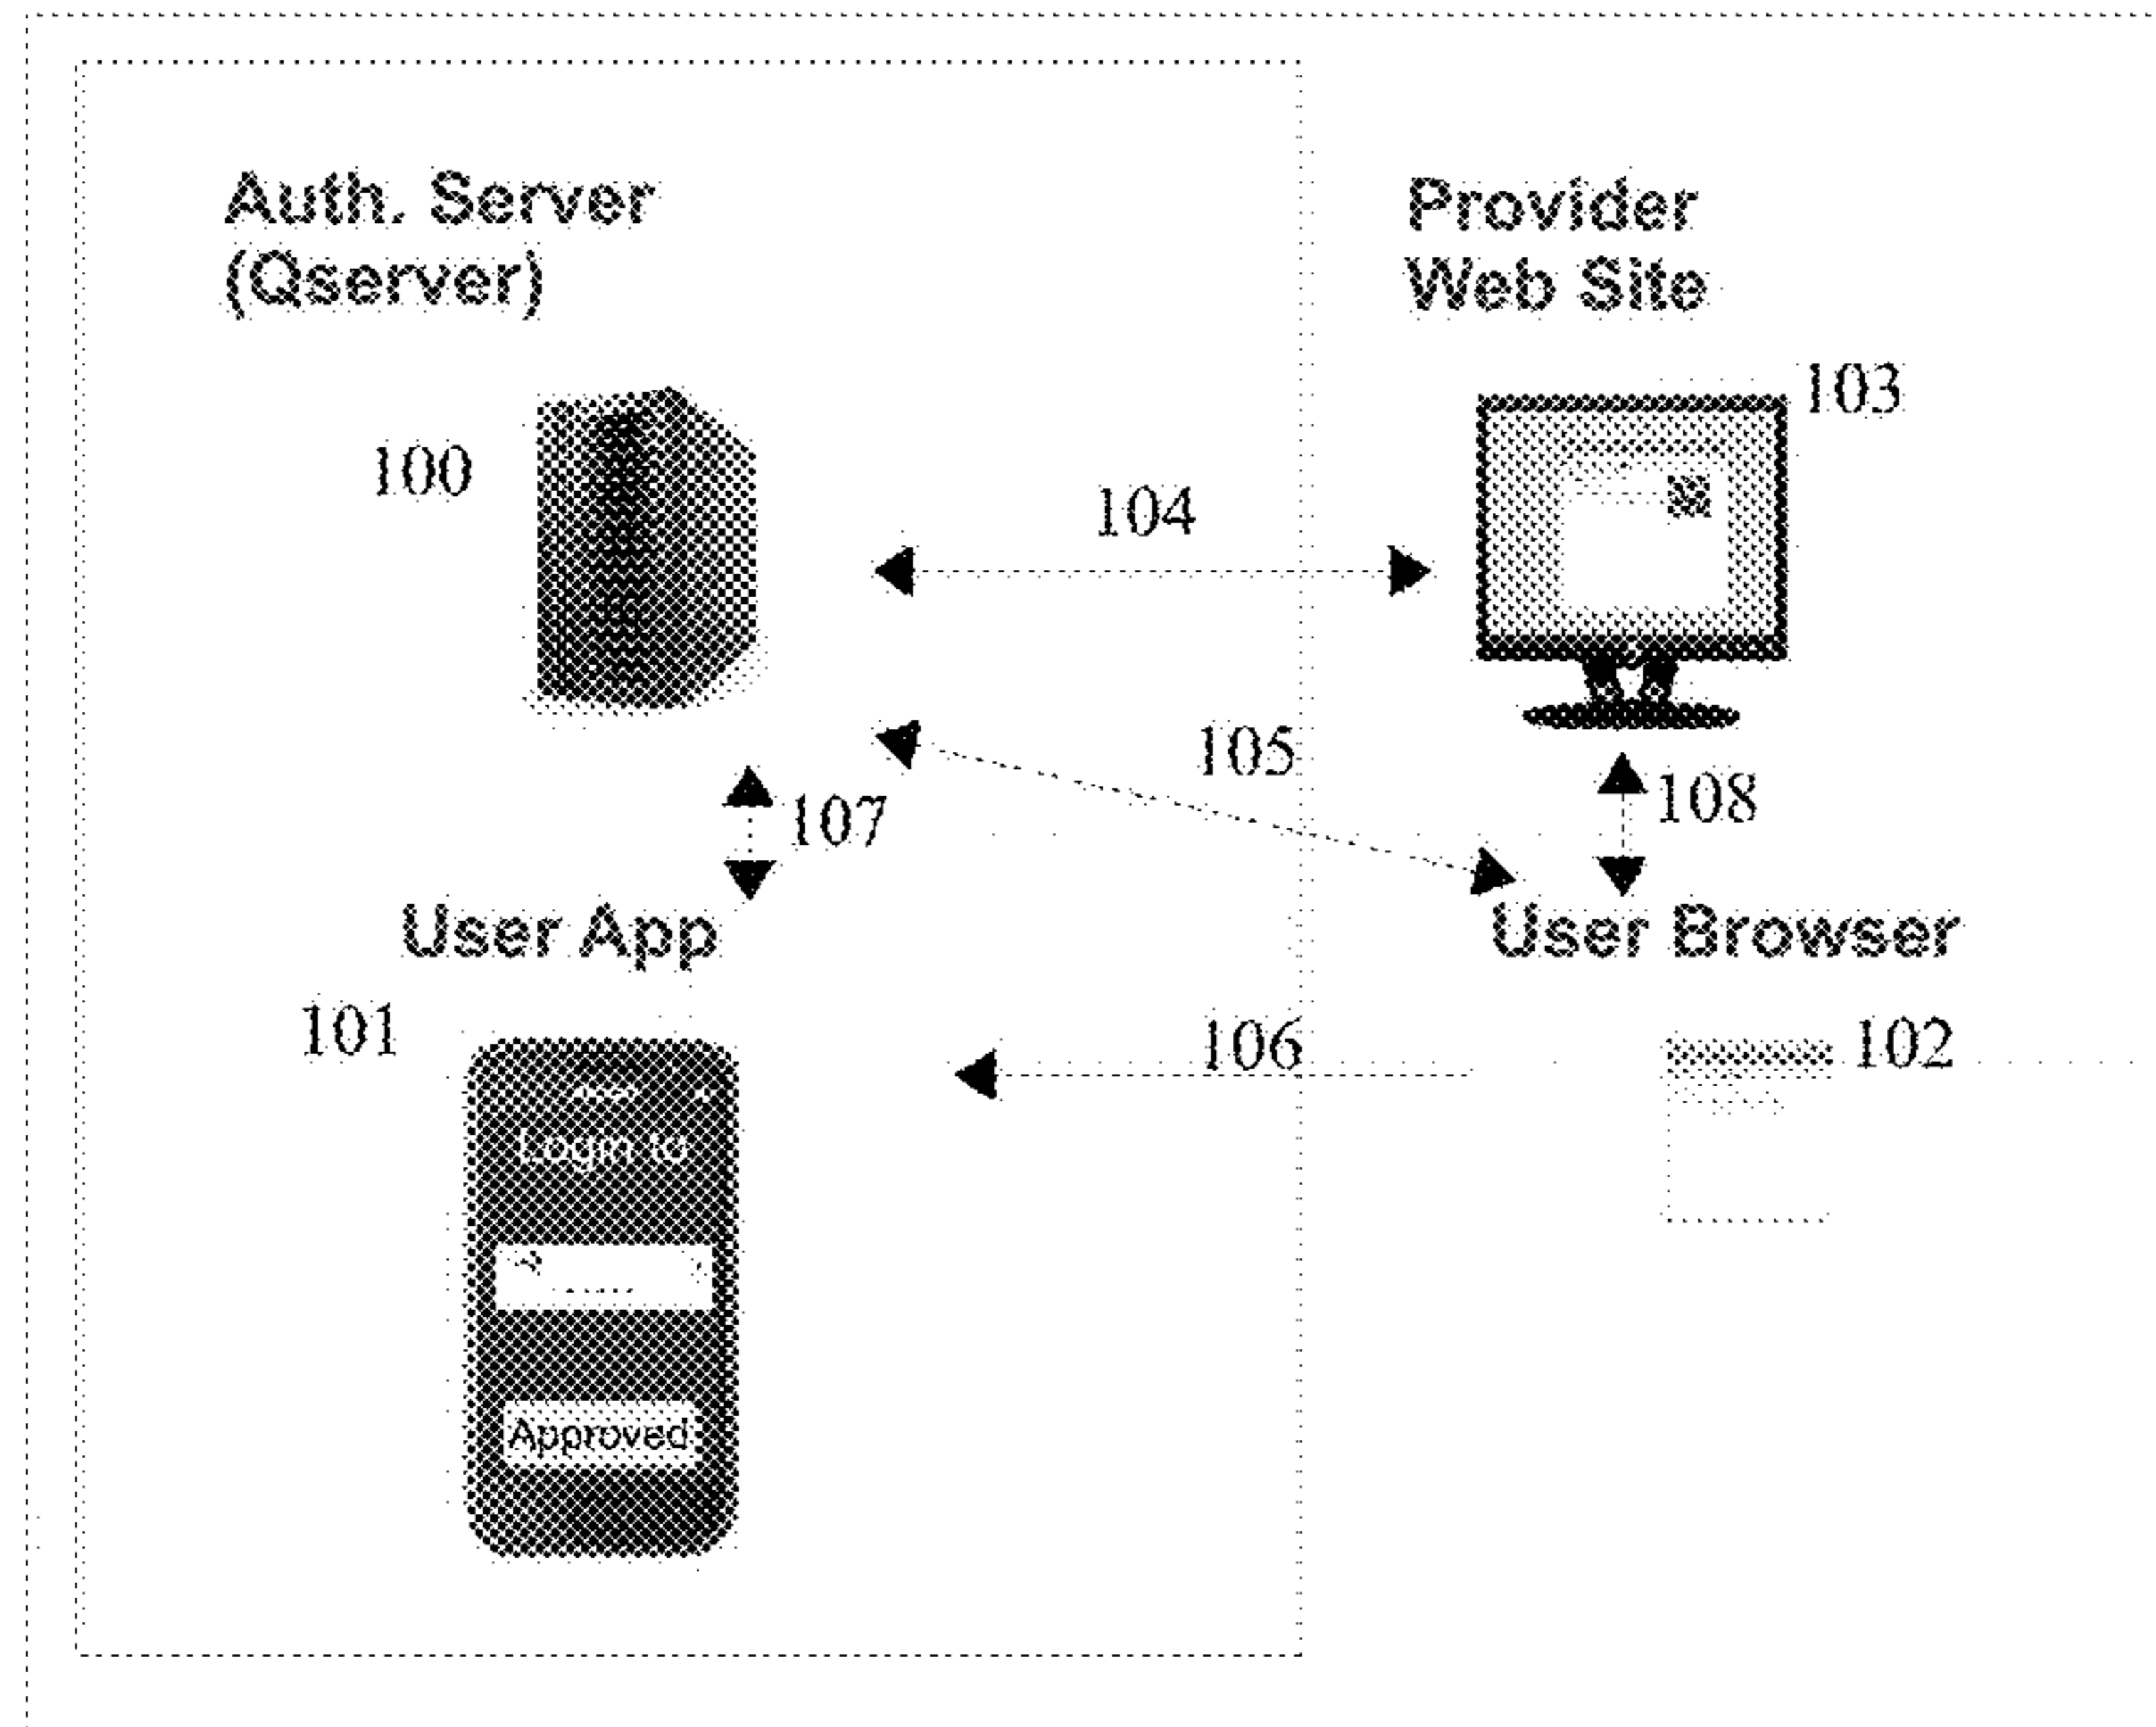 Auth. Server
(Qserver)
Provider
Web Site
103
100
104
105
107
108
User App
User Browser
101
106
102
Login to
Approved